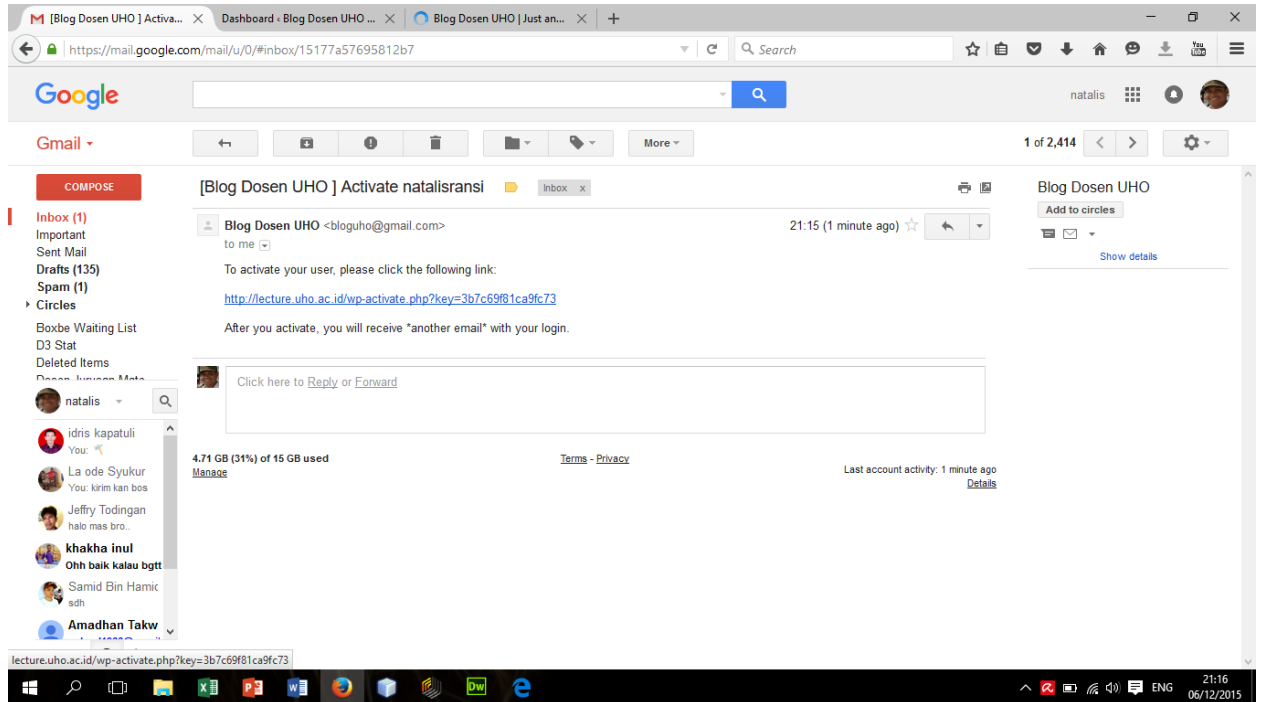 [Blog Dosen UHO ] Activa...
Dashboard ‹ Blog Dosen UHO ...
Blog Dosen UHO | Just an...
https://mail.google.com/mail/u/0/#inbox/15177a57695812b7
Search
You Tube
Google
natalis
Gmail
More
1 of 2,414
COMPOSE
[Blog Dosen UHO ] Activate natalisransi
Inbox x
Blog Dosen UHO
Add to circles
Show details
Inbox (1)
Important
Sent Mail
Drafts (135)
Spam (1)
Circles
Boxbe Waiting List
D3 Stat
Deleted Items
Blog Dosen UHO <bloguho@gmail.com>
21:15 (1 minute ago)
to me
To activate your user, please click the following link:
http://lecture.uho.ac.id/wp-activate.php?key=3b7c69f81ca9fc73
After you activate, you will receive *another email* with your login.
Click here to Reply or Forward
natalis
idris kapatuli
You:
La ode Syukur
You: kirim kan bos
Jeffry Todingan
halo mas bro..
khakha inul
Ohh baik kalau bgtt
Samid Bin Hamic
sdh
Amadhan Takw
4.71 GB (31%) of 15 GB used
Manage
Terms - Privacy
Last account activity: 1 minute ago
Details
lecture.uho.ac.id/wp-activate.php?key=3b7c69f81ca9fc73
Dw
ENG
21:16
06/12/2015